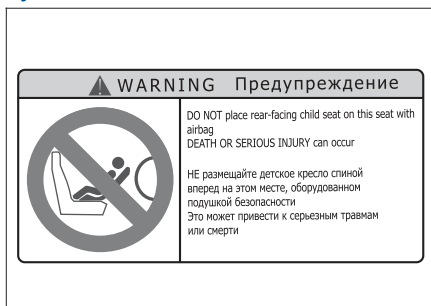 WARNING Предупреждение
DO NOT place rear-facing child seat on this seat with
airbag
DEATH OR SERIOUS INJURY can occur
НЕ размещайте детское кресло спиной
вперед на этом месте, оборудованном
подушкой безопасности
Это может привести к серьезным травмам
или смерти